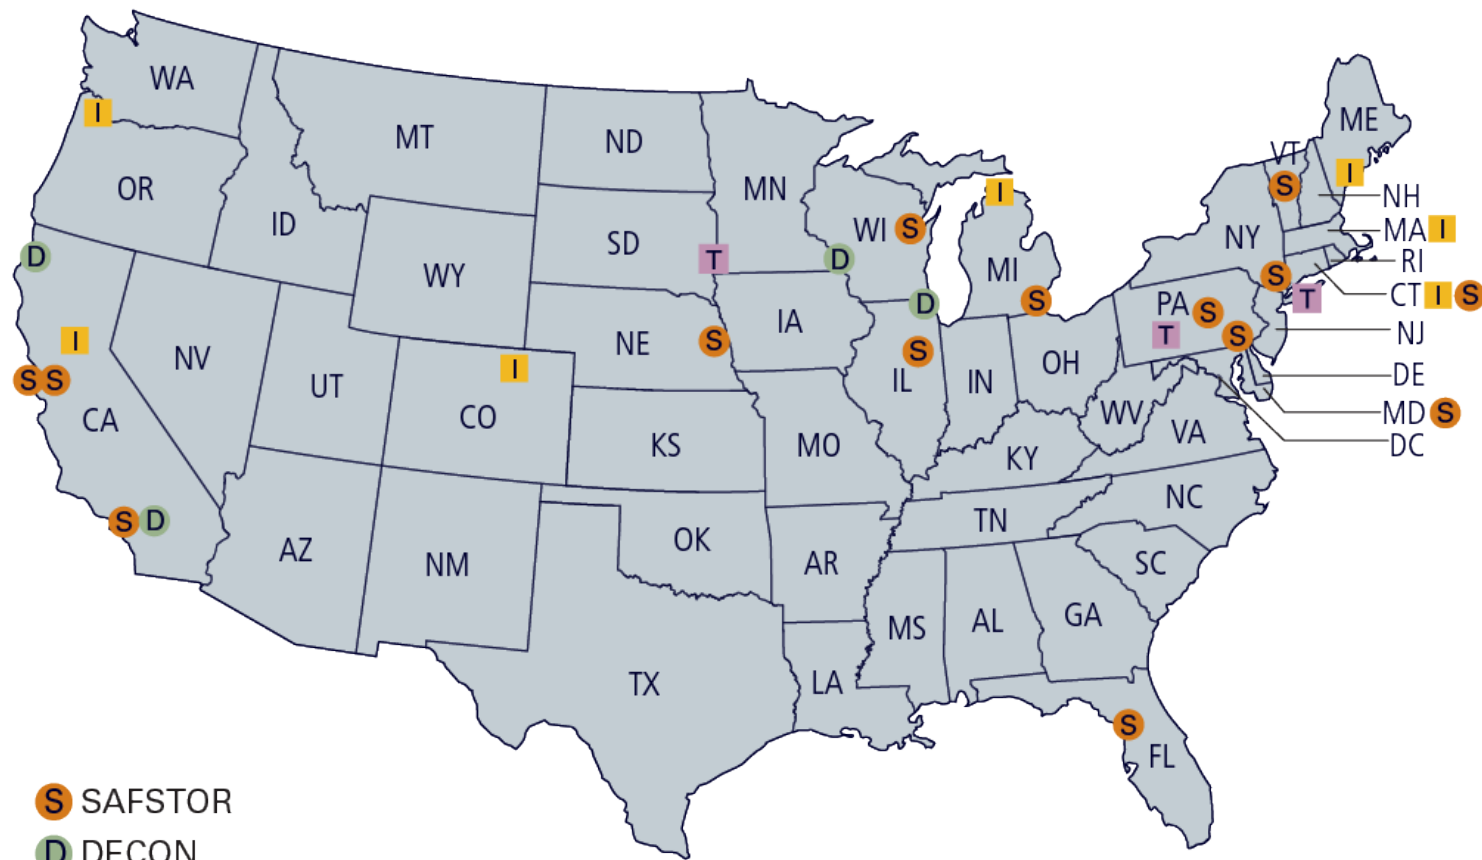 WA
MT
ND
ME
VT
I
OR
MN
I
S
I
NH
ID
WI
S
MA
I
NY
SD
D
T
D
RI
WY
MI
S
CT
I
S
S
D
T
PA
S
IA
T
S
NJ
I
NE
S
S
NV
OH
I
UT
IL
IN
DE
S
S
CO
WV
MD
S
CA
KS
MO
VA
DC
KY
NC
S
D
TN
AZ
OK
NM
AR
SC
MS
AL
GA
TX
LA
S
FL
S SAFSTOR
D DECON